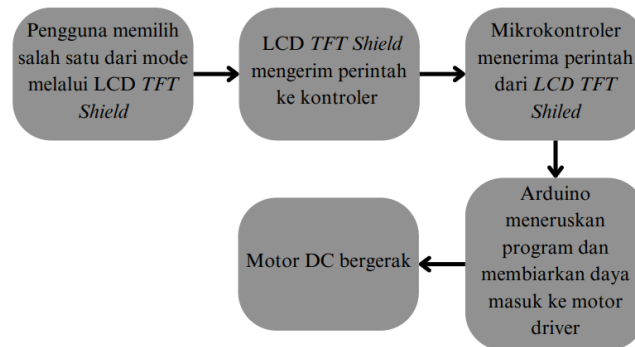 Pengguna memilih
salah satu dari mode
melalui LCD TFT
Shield
LCD TFT Shield
mengerim perintah
ke kontroler
Mikrokontroler
menerima perintah
dari LCD TFT
Shiled
Arduino
meneruskan
program dan
membiarkan daya
masuk ke motor
driver
Motor DC bergerak